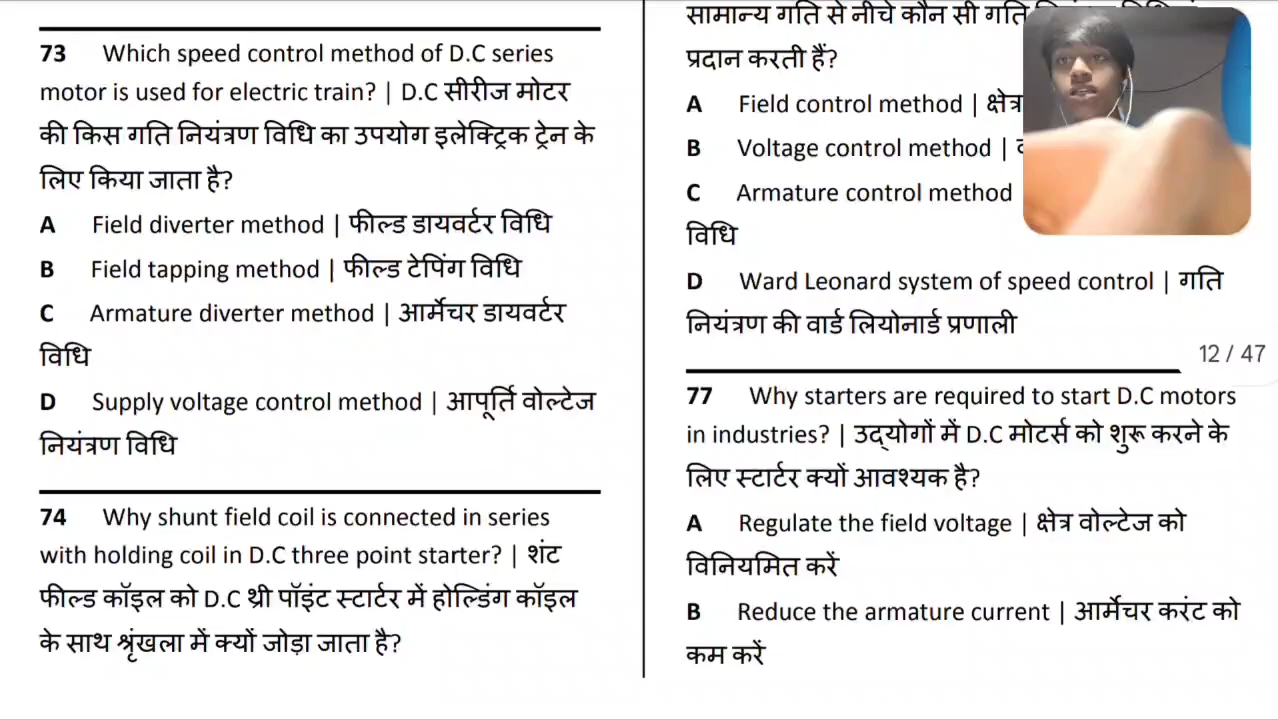 73 Which speed control method of D.C series
motor is used for electric train? | D.C सीरीज मोटर
की किस गति नियंत्रण विधि का उपयोग इलेक्ट्रिक ट्रेन के
लिए किया जाता है?
A Field diverter method | फील्ड डायवर्टर विधि
B Field tapping method | फील्ड टेपिंग विधि
C Armature diverter method | आर्मेचर डायवर्टर
विधि
D Supply voltage control method | आपूर्ति वोल्टेज
नियंत्रण विधि
74 Why shunt field coil is connected in series
with holding coil in D.C three point starter? | शंट
फील्ड कॉइल को D.C थ्री पॉइंट स्टार्टर में होल्डिंग कॉइल
के साथ श्रृंखला में क्यों जोड़ा जाता है?
सामान्य गति से नीचे कौन सी गति
प्रदान करती हैं?
A Field control method | क्षेत्र
B Voltage control method |
C Armature control method
विधि
D Ward Leonard system of speed control | गति
नियंत्रण की वार्ड लियोनार्ड प्रणाली
12 / 47
77 Why starters are required to start D.C motors
in industries? | उद्योगों में D.C मोटर्स को शुरू करने के
लिए स्टार्टर क्यों आवश्यक है?
A Regulate the field voltage | क्षेत्र वोल्टेज को
विनियमित करें
B Reduce the armature current | आर्मेचर करंट को
कम करें